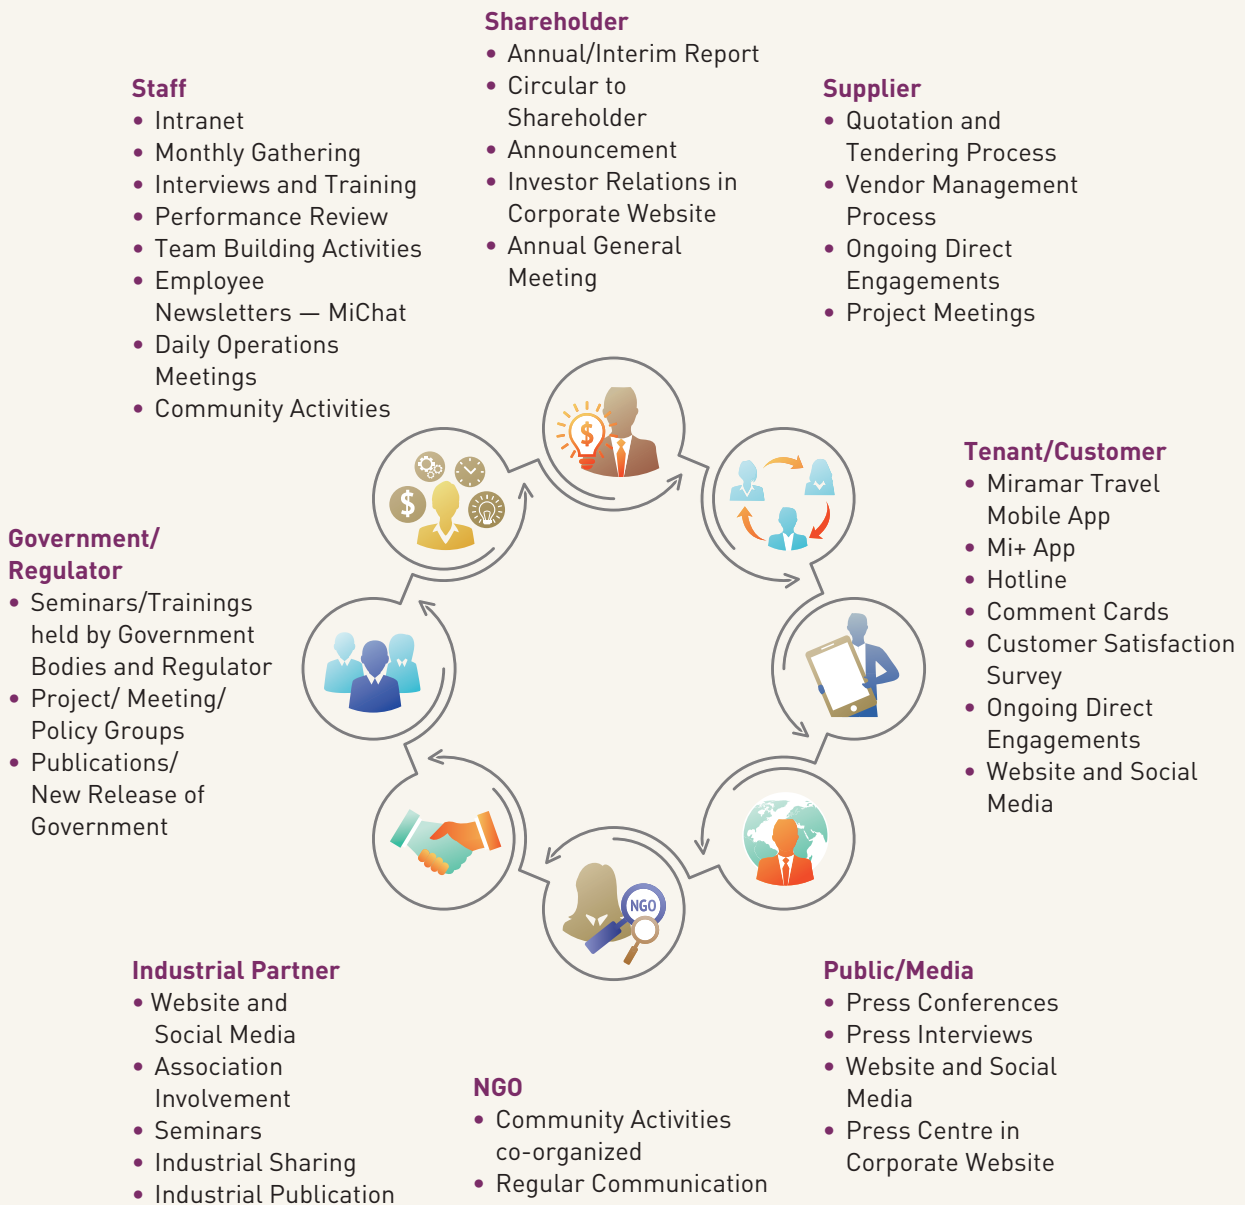 Shareholder
• Annual/Interim Report
• Circular to
Shareholder
• Announcement
• Investor Relations in
Corporate Website
• Annual General
Meeting
Staff
• Intranet
• Monthly Gathering
• Interviews and Training
• Performance Review
• Team Building Activities
• Employee
Newsletters — MiChat
• Daily Operations
Meetings
• Community Activities
Supplier
• Quotation and
Tendering Process
• Vendor Management
Process
• Ongoing Direct
Engagements
• Project Meetings
$
$
Tenant/Customer
• Miramar Travel
Mobile App
• Mi+ App
• Hotline
• Comment Cards
• Customer Satisfaction
Survey
• Ongoing Direct
Engagements
• Website and Social
Media
Government/
Regulator
• Seminars/Trainings
held by Government
Bodies and Regulator
• Project/ Meeting/
Policy Groups
• Publications/
New Release of
Government
NGO
Industrial Partner
• Website and
Social Media
• Association
Involvement
• Seminars
• Industrial Sharing
• Industrial Publication
NGO
• Community Activities
co-organized
• Regular Communication
Public/Media
• Press Conferences
• Press Interviews
• Website and Social
Media
• Press Centre in
Corporate Website